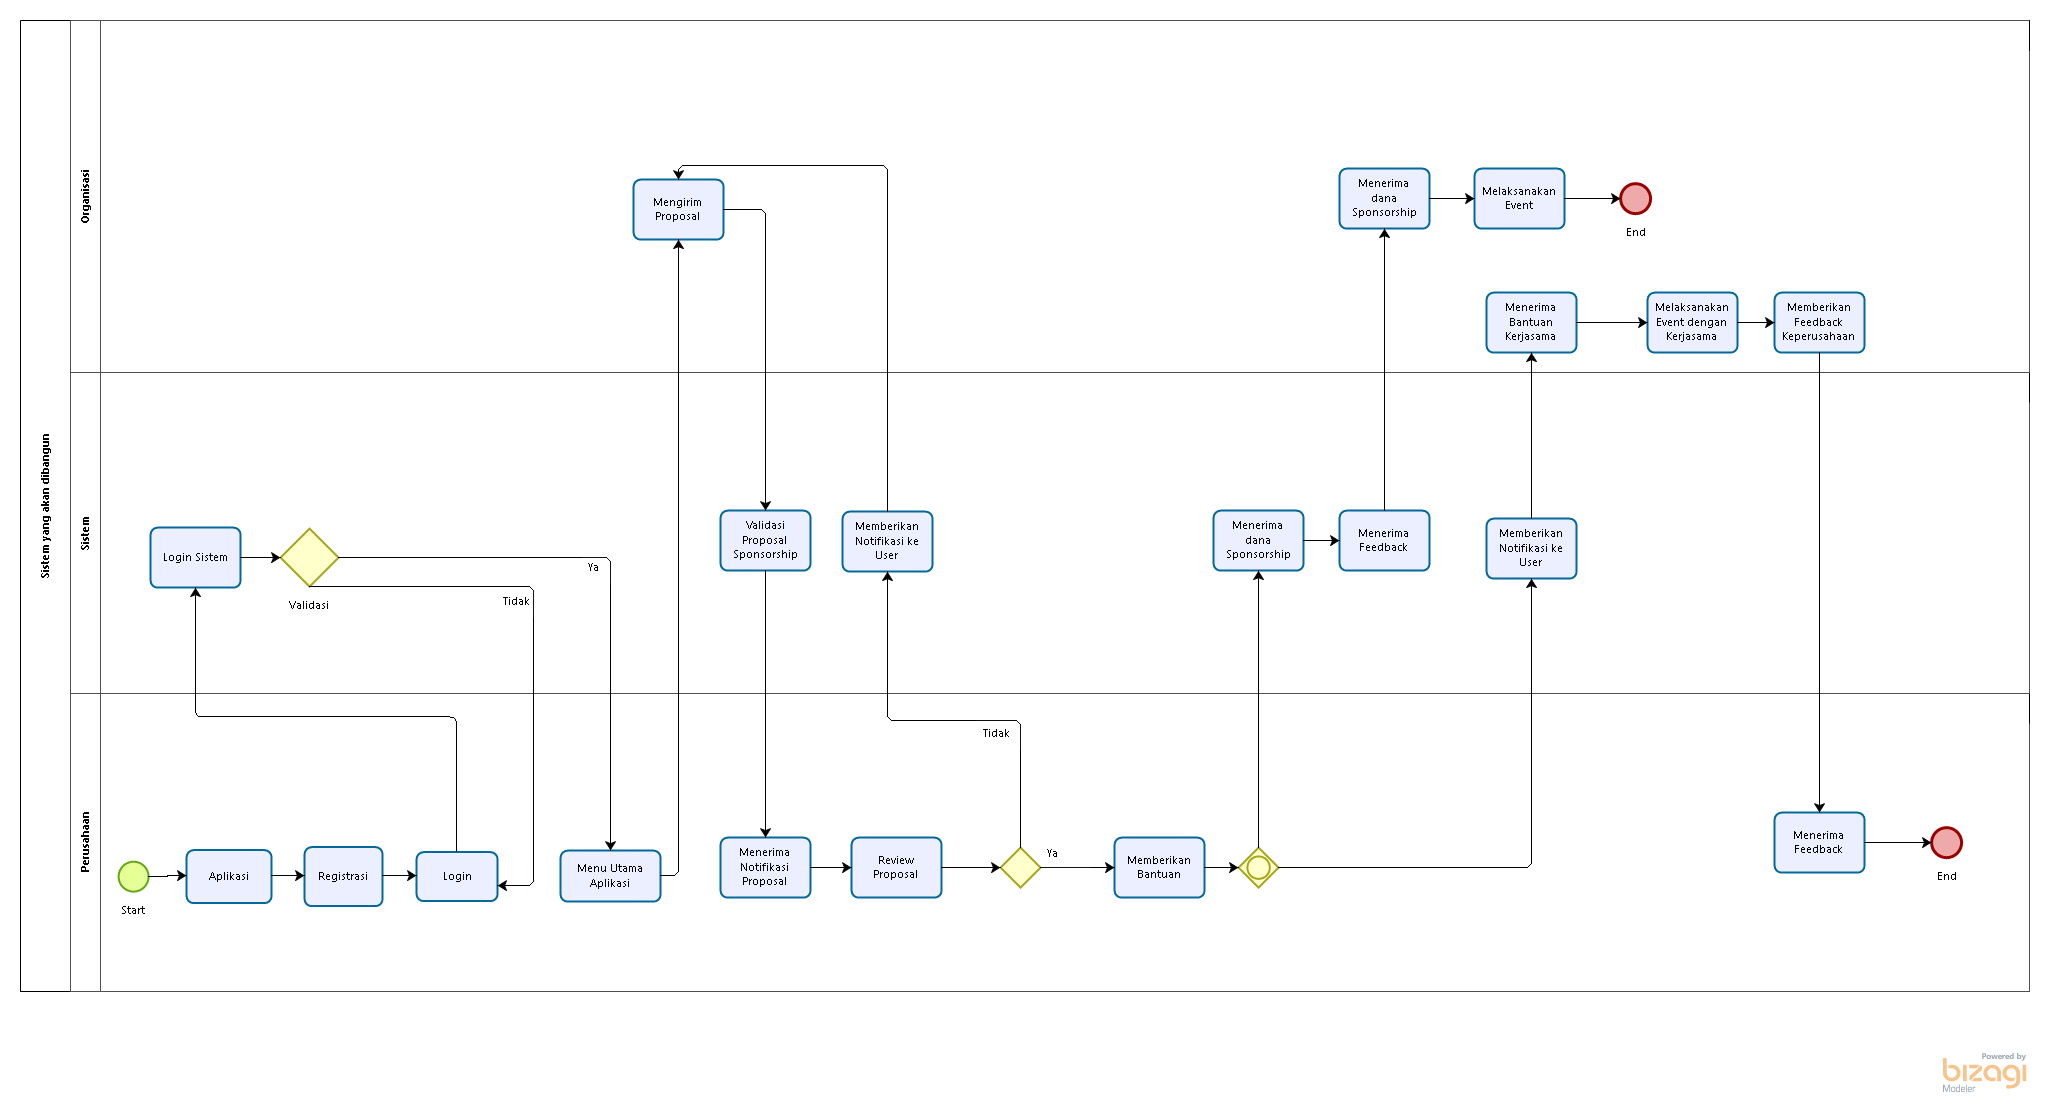 Sistem yang akan dibangun
Organisasi
Mengirim
Proposal
Menerima
dana
Sponsorship
Melaksanakan
Event
End
Menerima
Bantuan
Kerjasama
Melaksanakan
Event dengan
Kerjasama
Memberikan
Feedback
Keperusahaan
Sistem
Login Sistem
Validasi
Ya
Tidak
Validasi
Proposal
Sponsorship
Memberikan
Notifikasi ke
User
Menerima
dana
Sponsorship
Menerima
Feedback
Memberikan
Notifikasi ke
User
Perusahaan
Start
Aplikasi
Registrasi
Login
Menu Utama
Aplikasi
Menerima
Notifikasi
Proposal
Review
Proposal
Tidak
Ya
Memberikan
Bantuan
Menerima
Feedback
End
Powered by
bizagi
Modeler